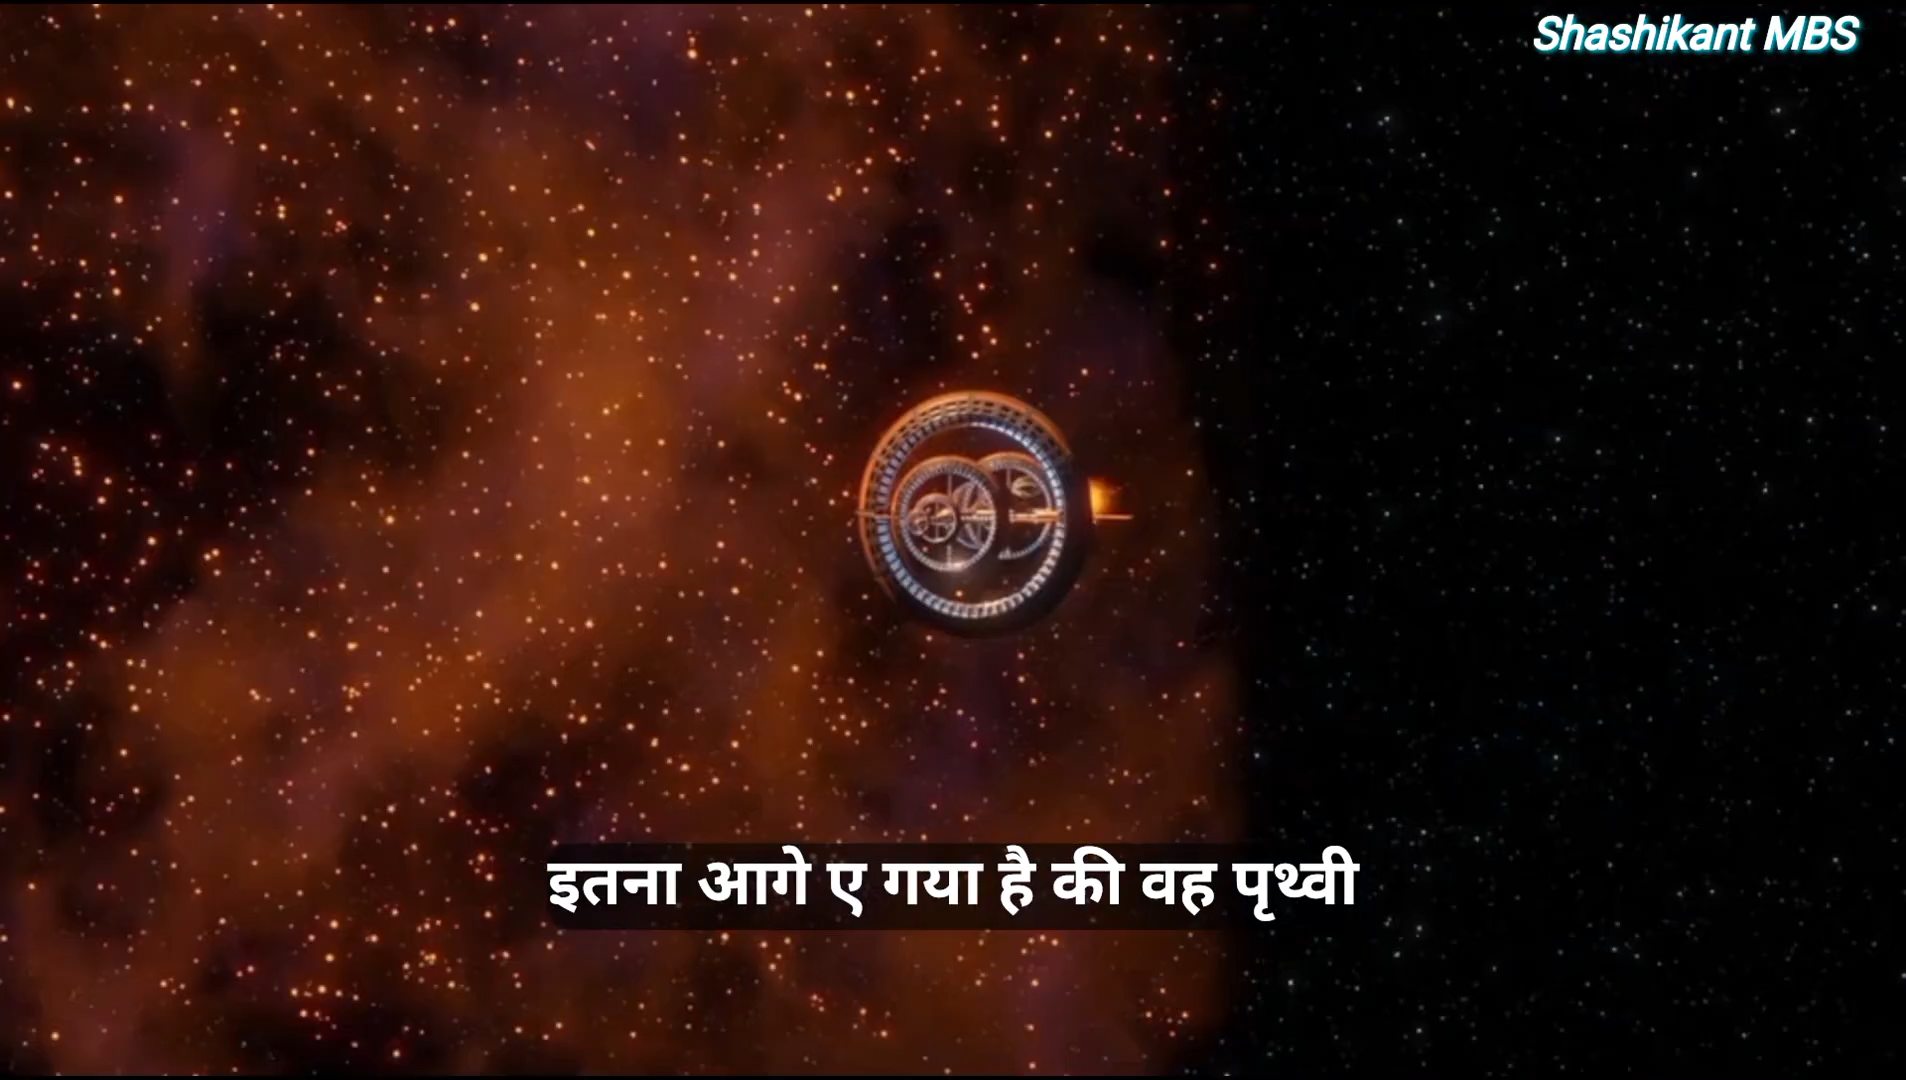 Shashikant MBS
इतना आगे ए गया है की वह पृथ्वी